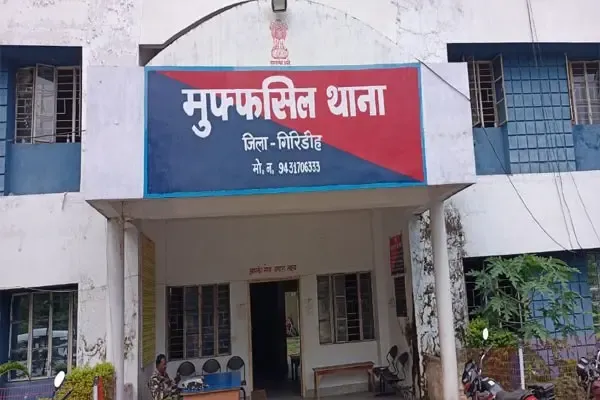 मुफ्फसिल थाना
जिला - गिरिडीह
मो. न. 9431706333